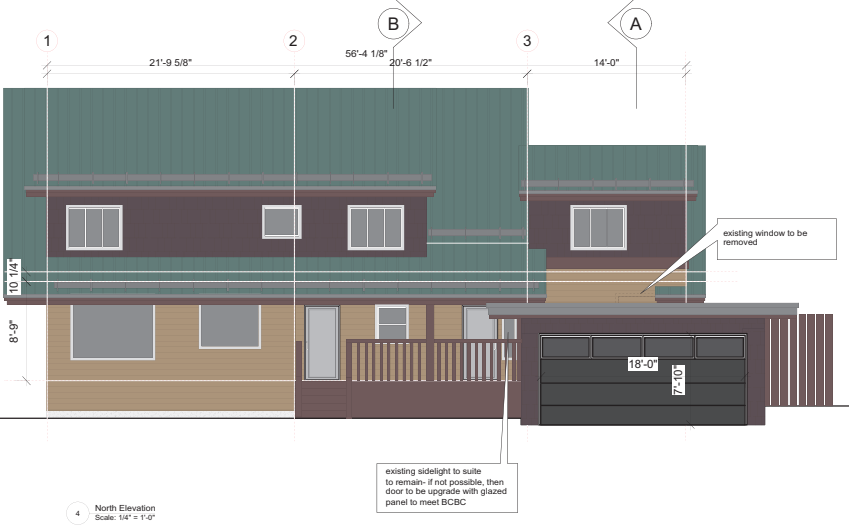 B
A
1
2
3
56'-4 1/8"
21'-9 5/8"
20'-6 1/2"
14'-0"
existing window to be
removed
10 1/4"
8'-9"
18'-0"
7'-10"
existing sidelight to suite
to remain- if not possible, then
door to be upgrade with glazed
panel to meet BCBC
4
North Elevation
Scale: 1/4" = 1'-0"